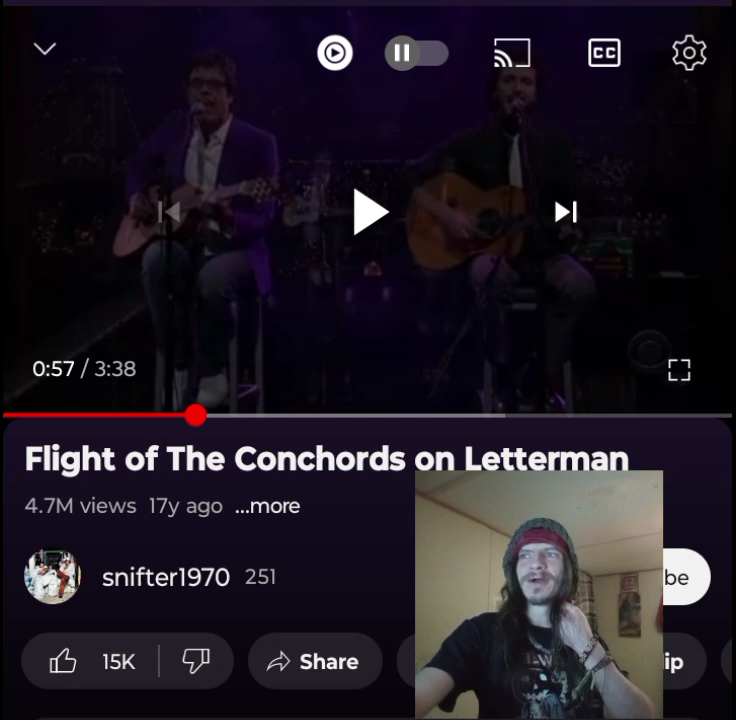 CC
0:57 / 3:38
Flight of The Conchords on Letterman
4.7M views 17y ago ...more
snifter1970 251
be
15K
Share
ip